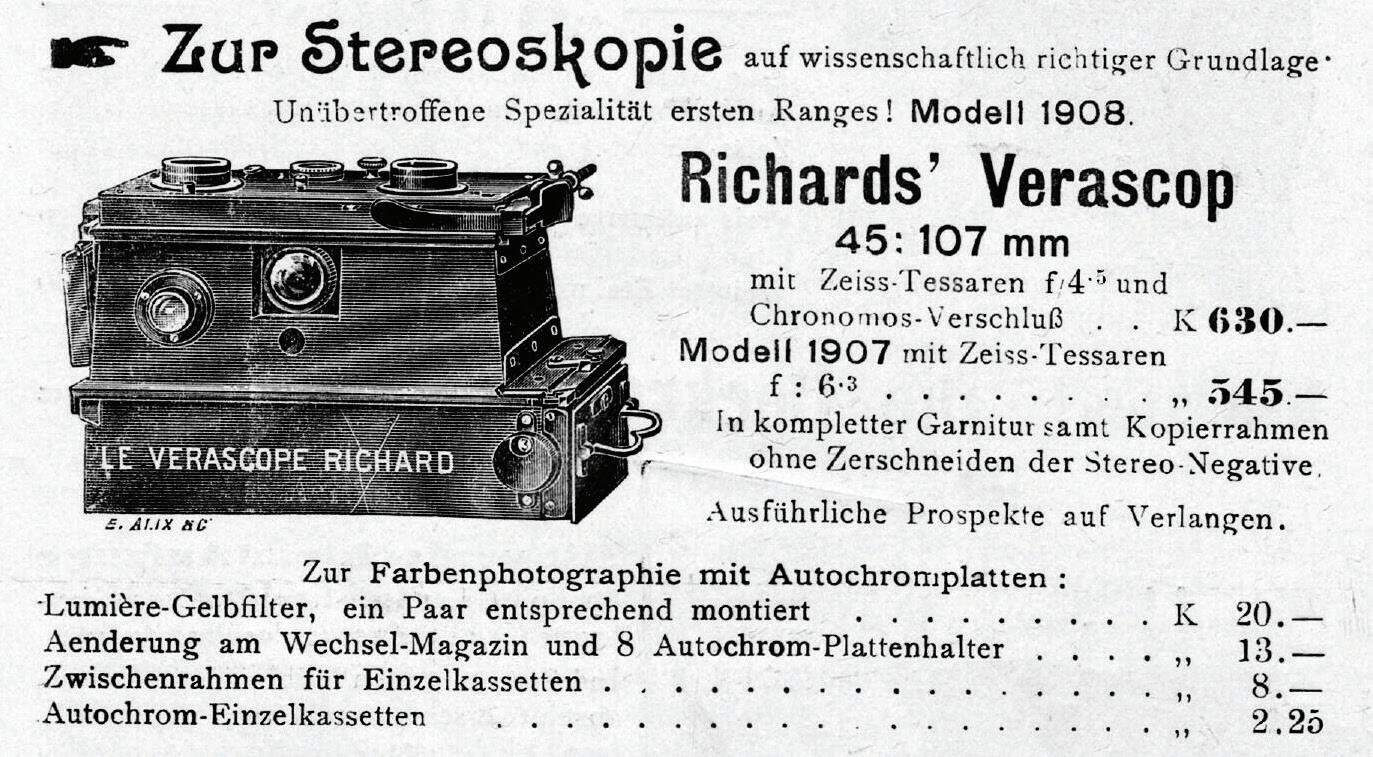 Zur Stereoskopie auf wissenschaftlich richtiger Grundlage.
Unübertroffene Spezialität ersten Ranges! Modell 1908.
Richards' Verascop
45:107 mm
mit Zeiss-Tessaren f/4·5 und
Chronomos-Verschluß . . K 630.—
Modell 1907 mit Zeiss-Tessaren
f : 6·3 . . . . . . . . „ 545.—
In kompletter Garnitur samt Kopierrahmen
ohne Zerschneiden der Stereo-Negative.
Ausführliche Prospekte auf Verlangen.
LE VERASCOPE RICHARD
E. ALIX SC
Zur Farbenphotographie mit Autochromplatten :
Lumière-Gelbfilter, ein Paar entsprechend montiert . . . . . . . . . K 20.—
Aenderung am Wechsel-Magazin und 8 Autochrom-Plattenhalter . . . . „ 13.—
Zwischenrahmen für Einzelkassetten . . . . . . . . . . . . . . . . „ 8.—
Autochrom-Einzelkassetten . . . . . . . . . . . . . . . . . . . „ 2.25